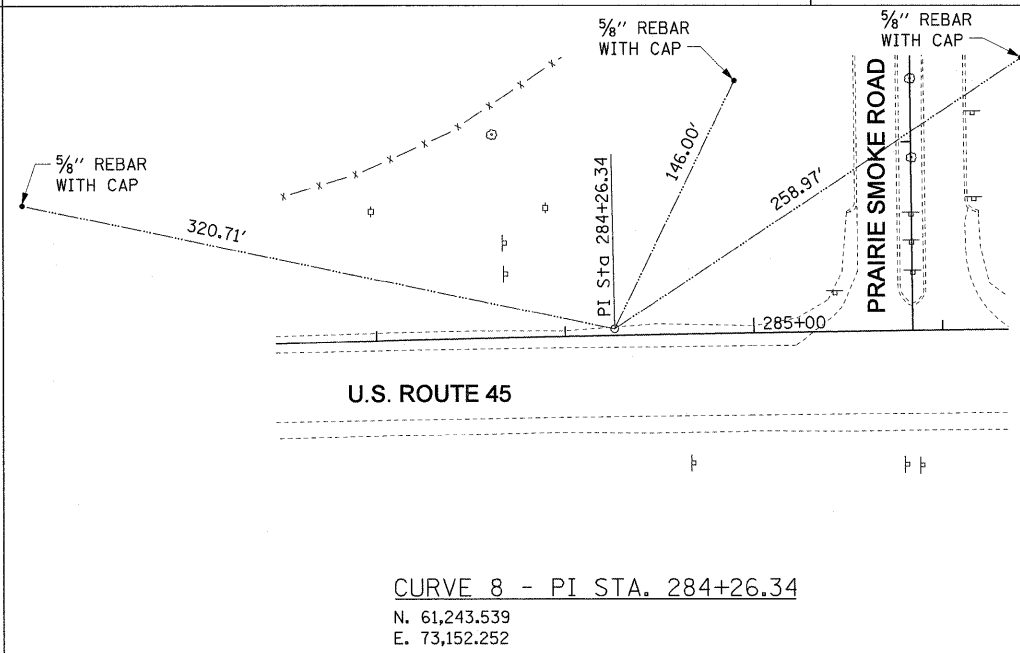 ⅝" REBAR
WITH CAP
⅝" REBAR
WITH CAP
⅝" REBAR
WITH CAP
320.71'
146.00'
258.97'
PI Sta 284+26.34
PRAIRIE SMOKE ROAD
285+00
U.S. ROUTE 45
CURVE 8 - PI STA. 284+26.34
N. 61,243.539
E. 73,152.252